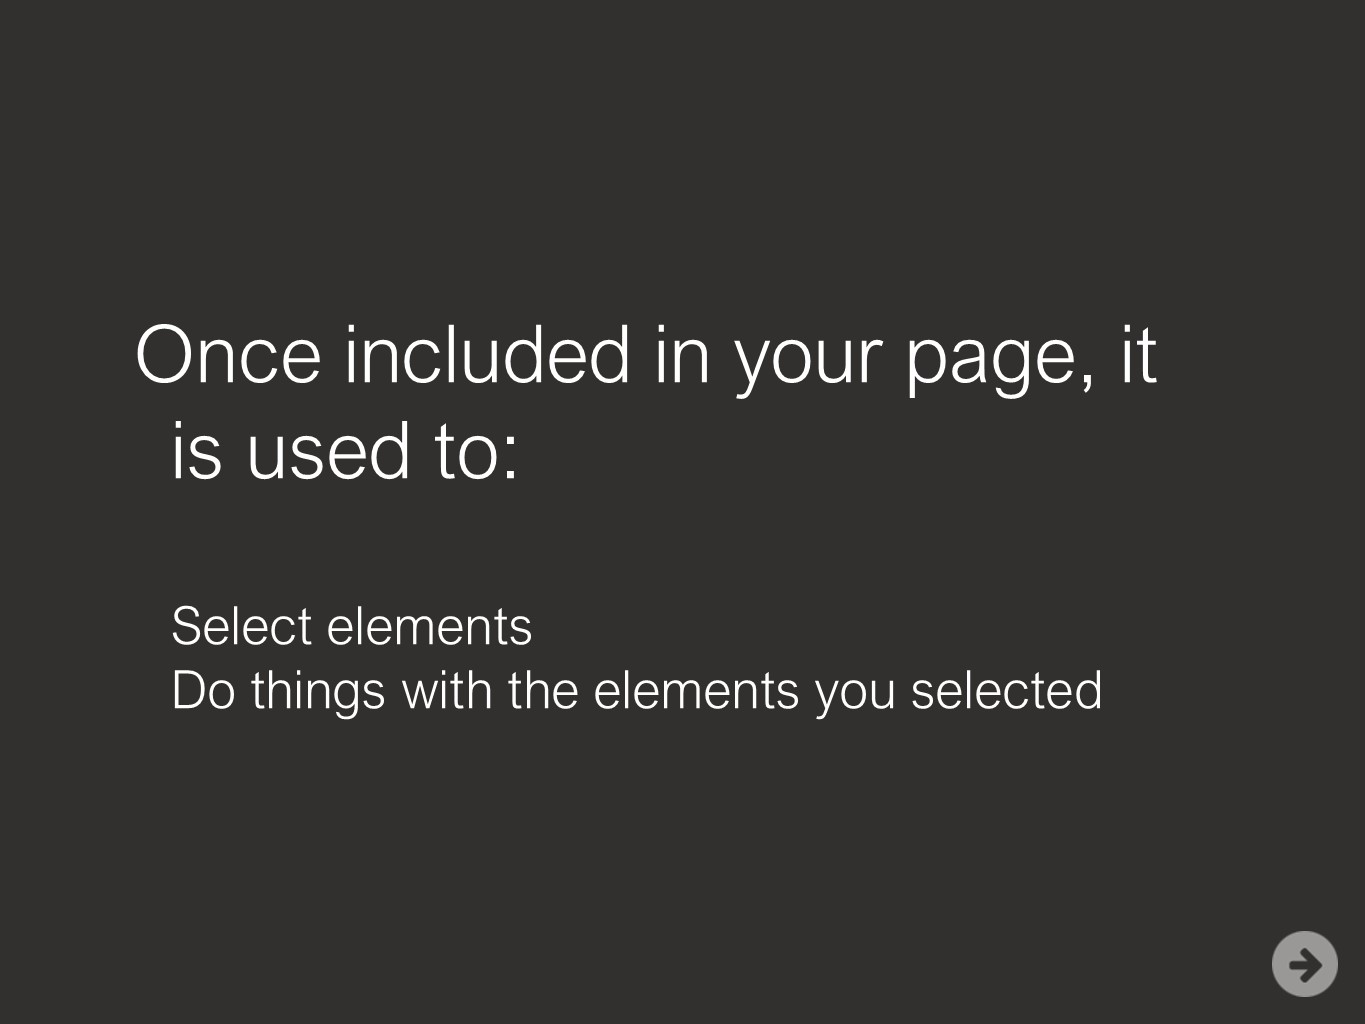 Once included in your page, it
is used to:
Select elements
Do things with the elements you selected